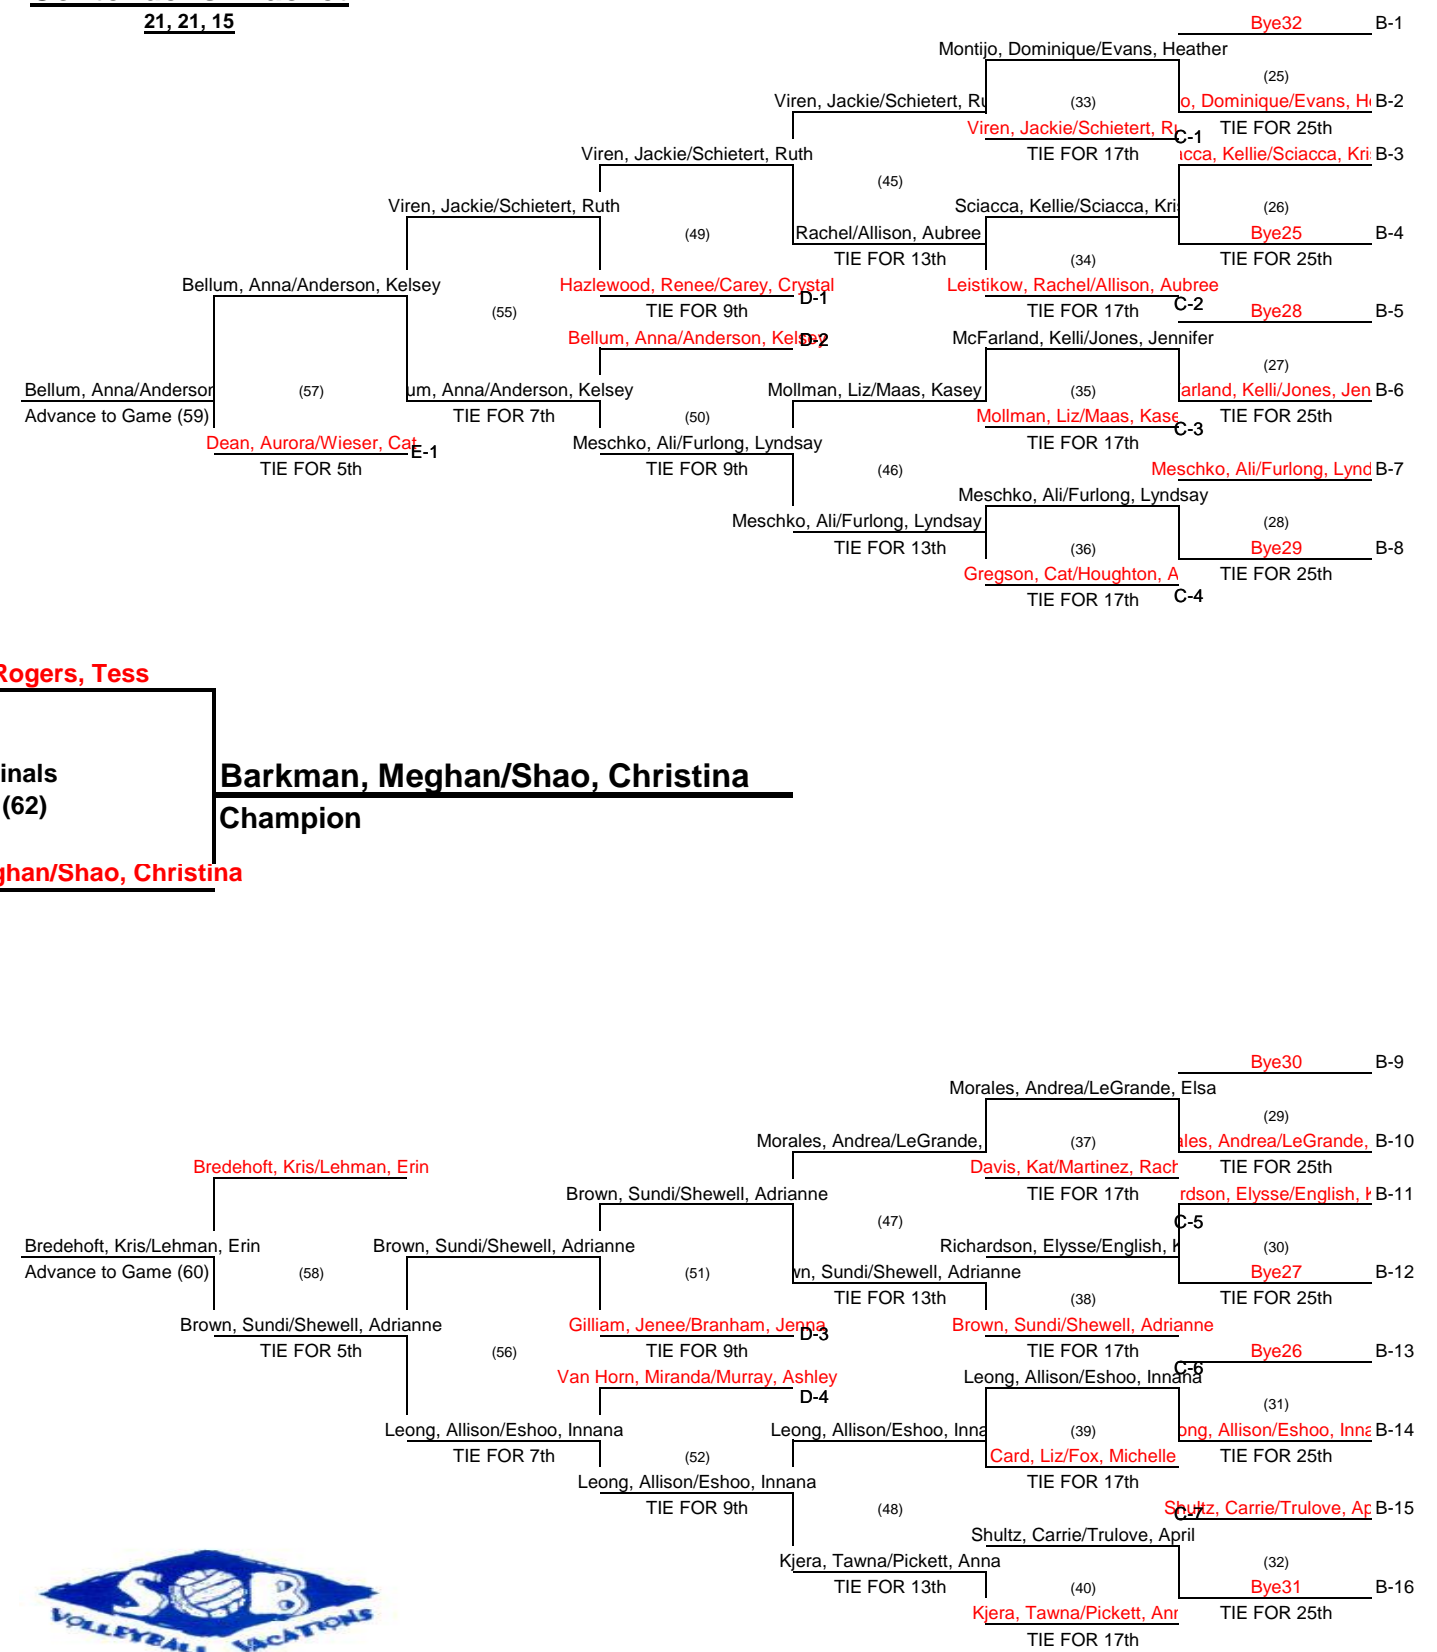 21, 21, 15
Bye32 B-1
Montijo, Dominique/Evans, Heather
(25)
Viren, Jackie/Schietert, Ru (33) o, Dominique/Evans, He B-2
Viren, Jackie/Schietert, Ru C-1 TIE FOR 25th
Viren, Jackie/Schietert, Ruth TIE FOR 17th acca, Kellie/Sciacca, Kris B-3
(45)
Viren, Jackie/Schietert, Ruth Sciacca, Kellie/Sciacca, Kris (26)
(49) Rachel/Allison, Aubree Bye25 B-4
TIE FOR 13th (34) TIE FOR 25th
Bellum, Anna/Anderson, Kelsey Hazlewood, Renee/Carey, Crystal D-1 Leistikow, Rachel/Allison, Aubree
(55) TIE FOR 9th TIE FOR 17th C-2 Bye28 B-5
Bellum, Anna/Anderson, Kelsey D-2 McFarland, Kelli/Jones, Jennifer
(27)
Bellum, Anna/Anderson (57) um, Anna/Anderson, Kelsey Mollman, Liz/Maas, Kasey (35) arland, Kelli/Jones, Jen B-6
Advance to Game (59) TIE FOR 7th (50) Mollman, Liz/Maas, Kase C-3 TIE FOR 25th
Dean, Aurora/Wieser, Cat E-1 Meschko, Ali/Furlong, Lyndsay TIE FOR 17th
TIE FOR 5th TIE FOR 9th (46) Meschko, Ali/Furlong, Lynd B-7
Meschko, Ali/Furlong, Lyndsay
Meschko, Ali/Furlong, Lyndsay (28)
TIE FOR 13th (36) Bye29 B-8
Gregson, Cat/Houghton, A TIE FOR 25th
TIE FOR 17th C-4
Rogers, Tess
inals Barkman, Meghan/Shao, Christina
(62) Champion
ghan/Shao, Christina
Bye30 B-9
Morales, Andrea/LeGrande, Elsa
(29)
Morales, Andrea/LeGrande, (37) ales, Andrea/LeGrande, B-10
Bredehoft, Kris/Lehman, Erin Davis, Kat/Martinez, Rach TIE FOR 25th
Brown, Sundi/Shewell, Adrianne TIE FOR 17th rdson, Elysse/English, K B-11
(47) C-5
Bredehoft, Kris/Lehman, Erin Brown, Sundi/Shewell, Adrianne Richardson, Elysse/English, K (30)
Advance to Game (60) (58) (51) wn, Sundi/Shewell, Adrianne Bye27 B-12
TIE FOR 13th (38) TIE FOR 25th
Brown, Sundi/Shewell, Adrianne Gilliam, Jenee/Branham, Jenna D-3 Brown, Sundi/Shewell, Adrianne
TIE FOR 5th (56) TIE FOR 9th TIE FOR 17th Bye26 B-13
Van Horn, Miranda/Murray, Ashley Leong, Allison/Eshoo, Innana C-6
D-4 (31)
Leong, Allison/Eshoo, Innana Leong, Allison/Eshoo, Inna (39) ong, Allison/Eshoo, Inna B-14
TIE FOR 7th (52) Card, Liz/Fox, Michelle TIE FOR 25th
Leong, Allison/Eshoo, Innana TIE FOR 17th
TIE FOR 9th (48) C-7 Shultz, Carrie/Trulove, Ap B-15
Shultz, Carrie/Trulove, April
Kjera, Tawna/Pickett, Anna (32)
TIE FOR 13th (40) Bye31 B-16
Kjera, Tawna/Pickett, Ann TIE FOR 25th
TIE FOR 17th
SOB
VOLLEYBALL VACATIONS